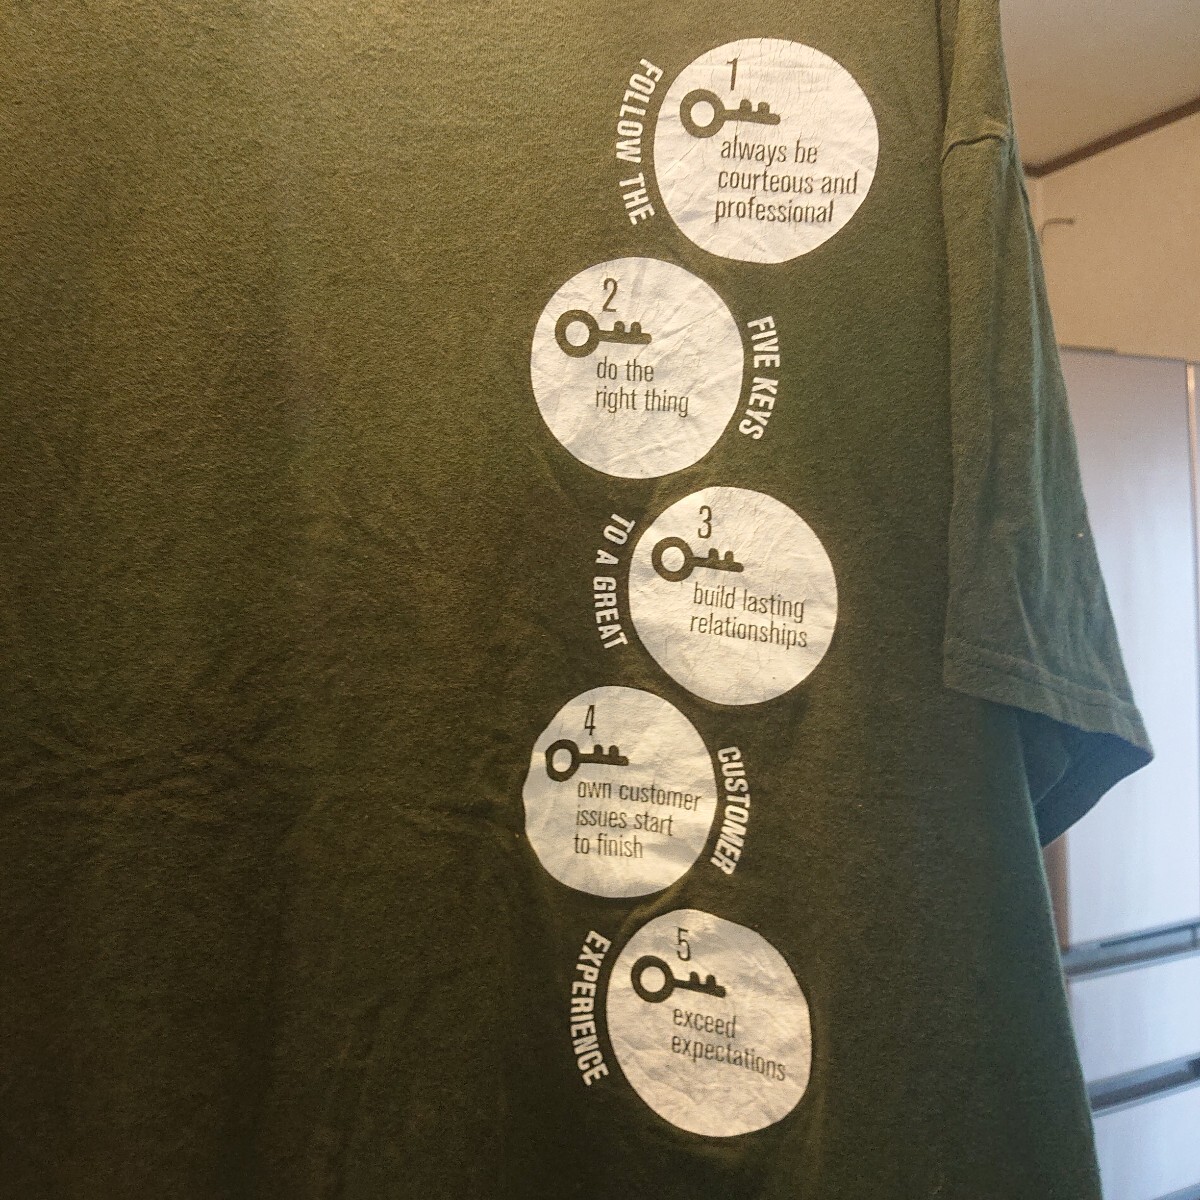 FOLLOW THE
1
always be
courteous and
professional
2
do the
right thing
FIVE KEYS
TO A GREAT
3
build lasting
relationships
4
own customer
issues start
to finish
CUSTOMER
EXPERIENCE
5
exceed
expectations